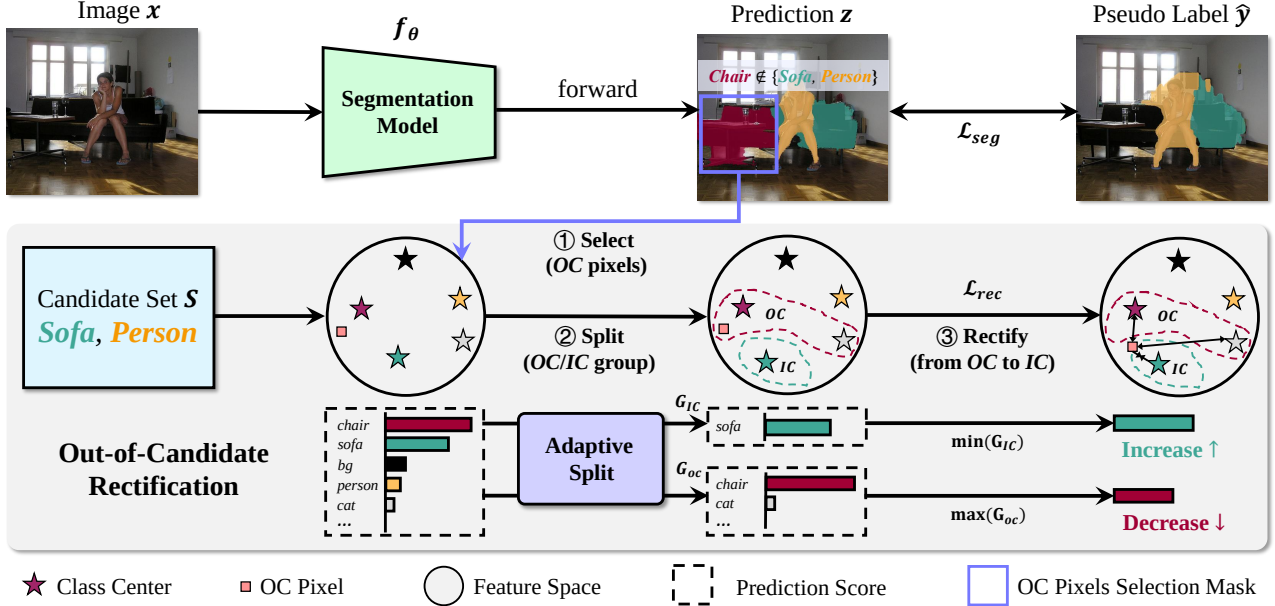 Image x
f_θ
Prediction z
Pseudo Label ŷ
Segmentation
Model
forward
Chair ∉ {Sofa, Person}
ℒ_seg
Candidate Set S
Sofa, Person
① Select
(OC pixels)
② Split
(OC/IC group)
OC
IC
ℒ_rec
③ Rectify
(from OC to IC)
OC
IC
Out-of-Candidate
Rectification
chair
sofa
bg
person
cat
...
Adaptive
Split
G_IC
G_oc
sofa
chair
cat
...
min(G_IC)
max(G_oc)
Increase ↑
Decrease ↓
Class Center
OC Pixel
Feature Space
Prediction Score
OC Pixels Selection Mask